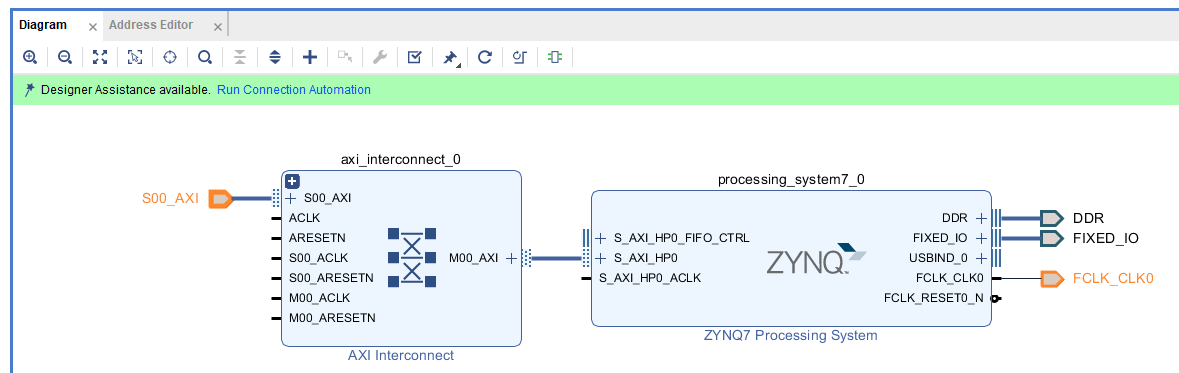 Diagram
Address Editor
Designer Assistance available. Run Connection Automation
axi_interconnect_0
S00_AXI
S00_AXI
ACLK
ARESETN
S00_ACLK
S00_ARESETN
M00_ACLK
M00_ARESETN
M00_AXI
AXI Interconnect
processing_system7_0
S_AXI_HP0_FIFO_CTRL
S_AXI_HP0
S_AXI_HP0_ACLK
ZYNQ
DDR
FIXED_IO
USBIND_0
FCLK_CLK0
FCLK_RESET0_N
ZYNQ7 Processing System
DDR
FIXED_IO
FCLK_CLK0